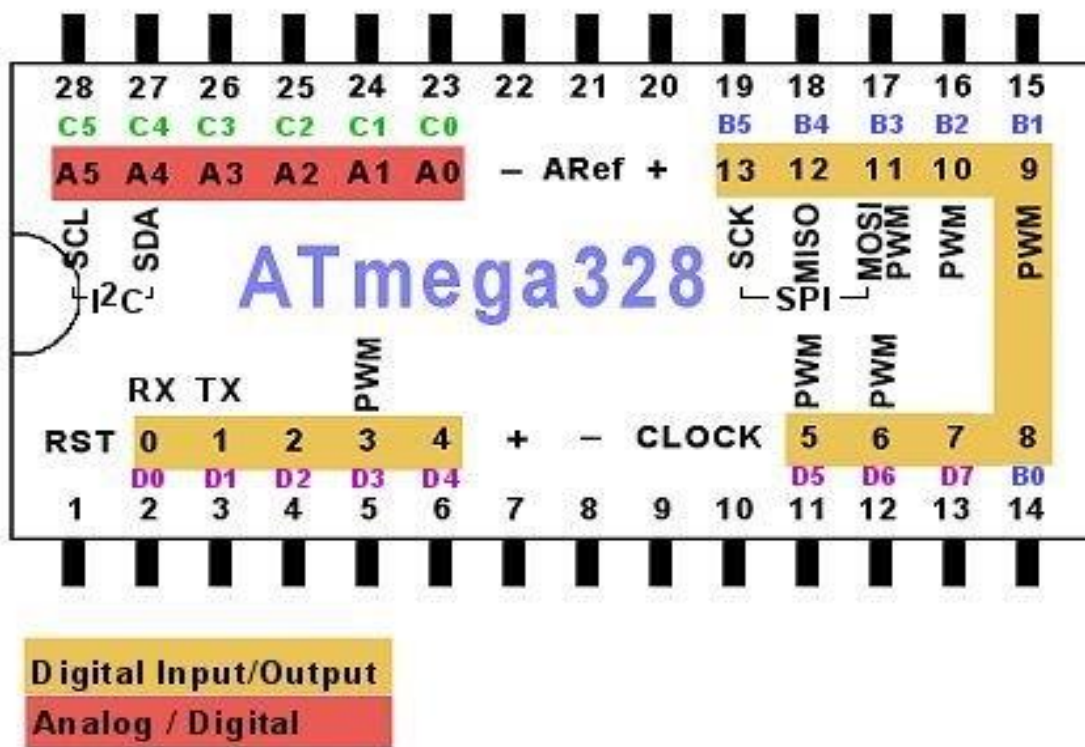 28 27 26 25 24 23 22 21 20 19 18 17 16 15
C5 C4 C3 C2 C1 C0 B5 B4 B3 B2 B1
A5 A4 A3 A2 A1 A0 – ARef + 13 12 11 10 9
SCL SDA SCK MISO MOSI PWM PWM PWM
ATmega328
I²C SPI
PWM PWM PWM
RX TX
RST 0 1 2 3 4 + – CLOCK 5 6 7 8
D0 D1 D2 D3 D4 D5 D6 D7 B0
1 2 3 4 5 6 7 8 9 10 11 12 13 14
Digital Input/Output
Analog / Digital